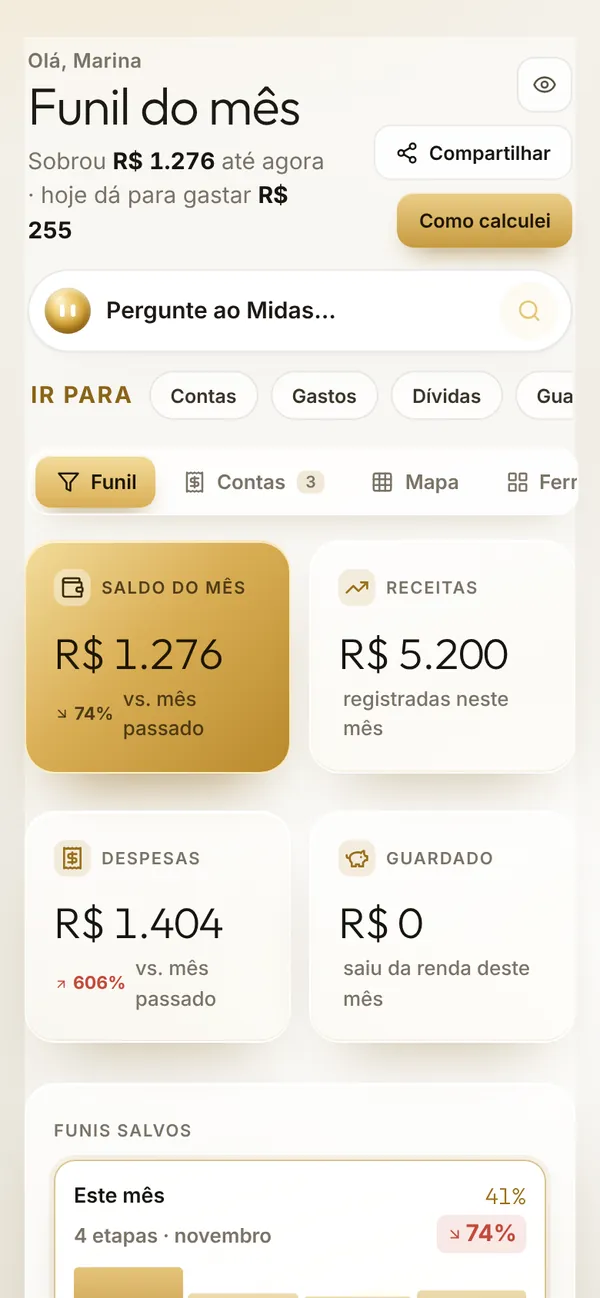 Olá, Marina
Funil do mês
Sobrou R$ 1.276 até agora
· hoje dá para gastar R$
255
Compartilhar
Como calculei
Pergunte ao Midas...
IR PARA
Contas
Gastos
Dívidas
Gua
Funil
Contas 3
Mapa
Ferr
SALDO DO MÊS
R$ 1.276
74% vs. mês
passado
RECEITAS
R$ 5.200
registradas neste
mês
DESPESAS
R$ 1.404
606% vs. mês
passado
GUARDADO
R$ 0
saiu da renda deste
mês
FUNIS SALVOS
Este mês
41%
4 etapas · novembro
74%